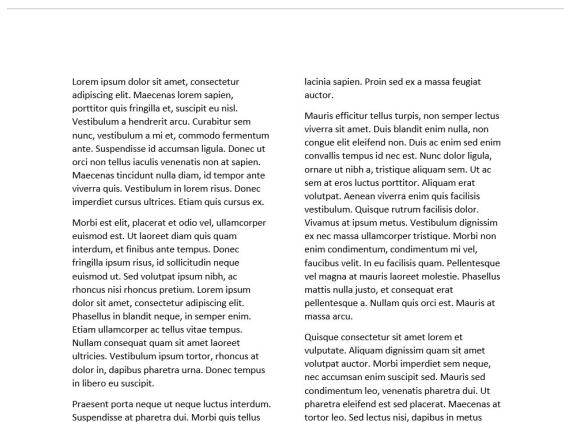 Lorem ipsum dolor sit amet, consectetur
adipiscing elit. Maecenas lorem sapien,
porttitor quis fringilla et, suscipit eu nisl.
Vestibulum a hendrerit arcu. Curabitur sem
nunc, vestibulum a mi et, commodo fermentum
ante. Suspendisse id accumsan ligula. Donec ut
orci non tellus iaculis venenatis non at sapien.
Maecenas tincidunt nulla diam, id tempor ante
viverra quis. Vestibulum in lorem risus. Donec
imperdiet cursus ultrices. Etiam quis cursus ex.
Morbi est elit, placerat et odio vel, ullamcorper
euismod est. Ut laoreet diam quis quam
interdum, et finibus ante tempus. Donec
fringilla ipsum risus, id sollicitudin neque
euismod ut. Sed volutpat ipsum nibh, ac
rhoncus nisi rhoncus pretium. Lorem ipsum
dolor sit amet, consectetur adipiscing elit.
Phasellus in blandit neque, in semper enim.
Etiam ullamcorper ac tellus vitae tempus.
Nullam consequat quam sit amet laoreet
ultricies. Vestibulum ipsum tortor, rhoncus at
dolor in, dapibus pharetra urna. Donec tempus
in libero eu suscipit.
Praesent porta neque ut neque luctus interdum.
Suspendisse at pharetra dui. Morbi quis tellus
lacinia sapien. Proin sed ex a massa feugiat
auctor.
Mauris efficitur tellus turpis, non semper lectus
viverra sit amet. Duis blandit enim nulla, non
congue elit eleifend non. Duis ac enim sed enim
convallis tempus id nec est. Nunc dolor ligula,
ornare ut nibh a, tristique aliquam sem. Ut ac
sem at eros luctus porttitor. Aliquam erat
volutpat. Aenean viverra enim quis facilisis
vestibulum. Quisque rutrum facilisis dolor.
Vivamus at ipsum metus. Vestibulum dignissim
ex nec massa ullamcorper tristique. Morbi non
enim condimentum, condimentum mi vel,
faucibus velit. In eu facilisis quam. Pellentesque
vel magna at mauris laoreet molestie. Phasellus
mattis nulla justo, et consequat erat
pellentesque a. Nullam quis orci est. Mauris at
massa arcu.
Quisque consectetur sit amet lorem et
vulputate. Aliquam dignissim quam sit amet
volutpat auctor. Morbi imperdiet sem neque,
nec accumsan enim suscipit sed. Mauris sed
condimentum leo, venenatis pharetra dui. Ut
pharetra eleifend est sed placerat. Maecenas at
tortor leo. Sed lectus nisi, dapibus in metus